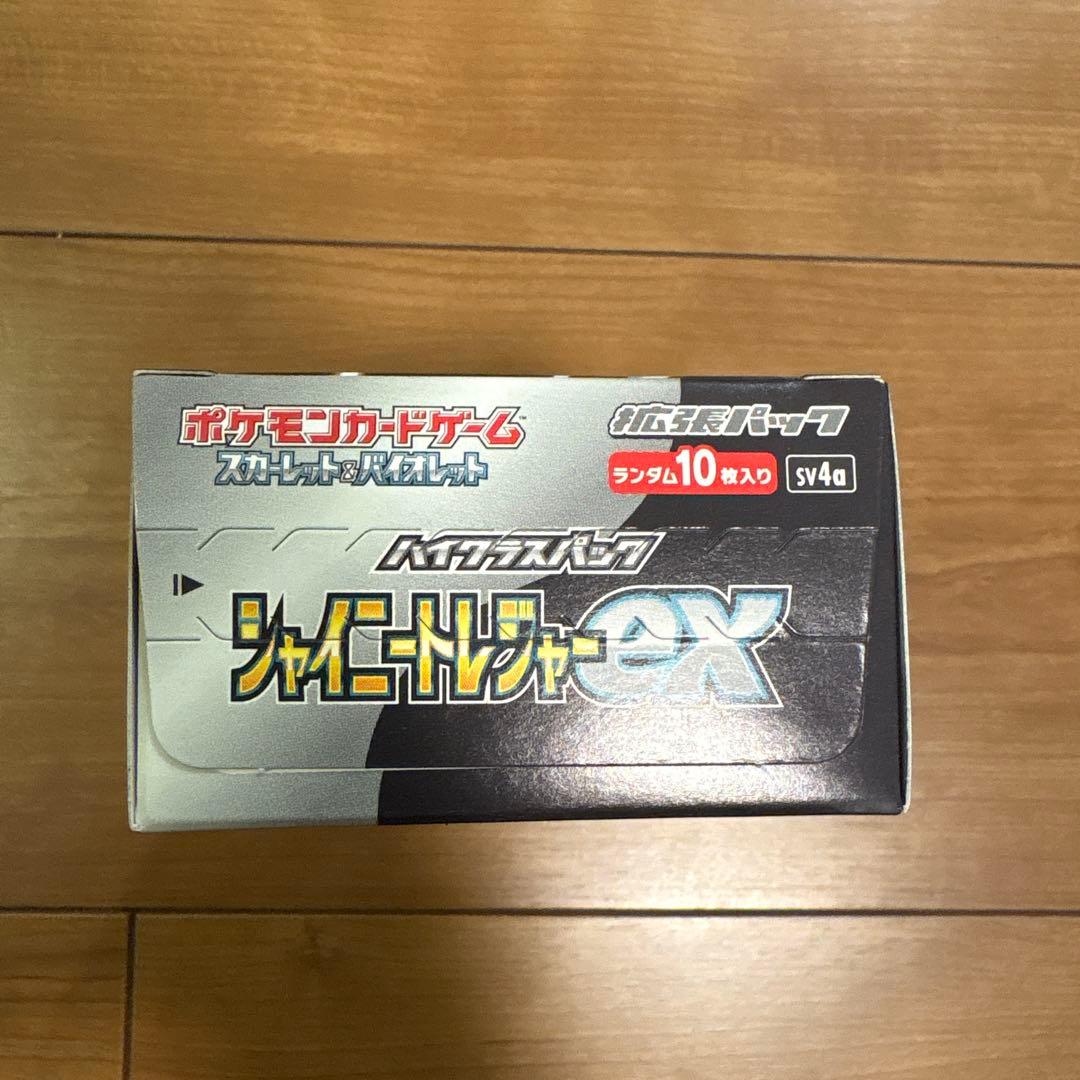 ポケモンカードゲーム™
スカーレット&バイオレット
拡張パック
ランダム10枚入り
sv4a
ハイクラスパック
シャイニートレジャーex